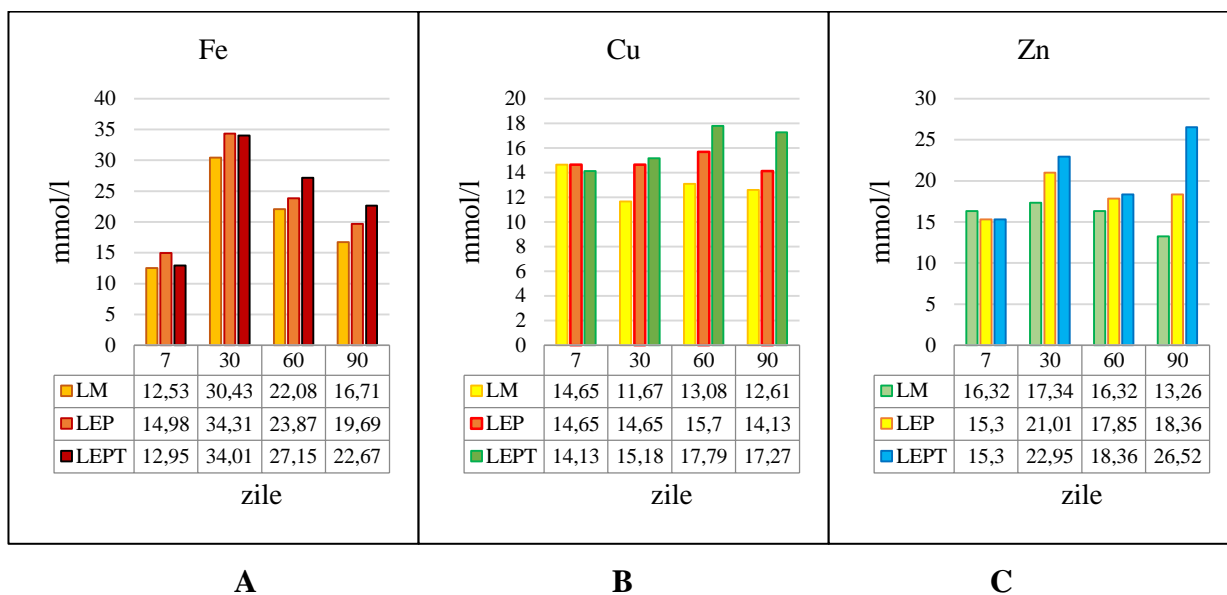 Fe
40
35
30
25
20
15
10
5
0
mmol/l
7 30 60 90
LM 12,53 30,43 22,08 16,71
LEP 14,98 34,31 23,87 19,69
LEPT 12,95 34,01 27,15 22,67
zile
A
Cu
20
18
16
14
12
10
8
6
4
2
0
mmol/l
7 30 60 90
LM 14,65 11,67 13,08 12,61
LEP 14,65 14,65 15,7 14,13
LEPT 14,13 15,18 17,79 17,27
zile
B
Zn
30
25
20
15
10
5
0
mmol/l
7 30 60 90
LM 16,32 17,34 16,32 13,26
LEP 15,3 21,01 17,85 18,36
LEPT 15,3 22,95 18,36 26,52
zile
C